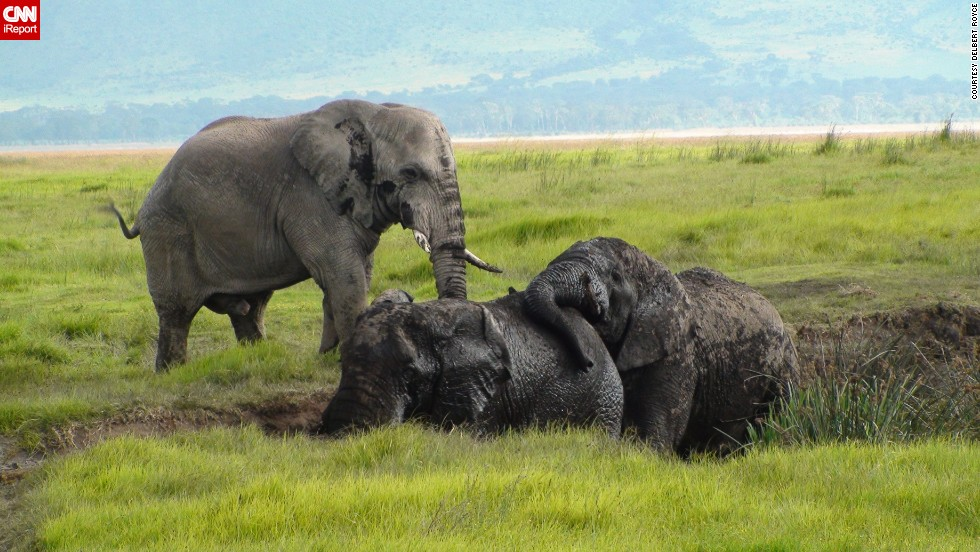 CNN
iReport
COURTESY DELBERT ROYCE